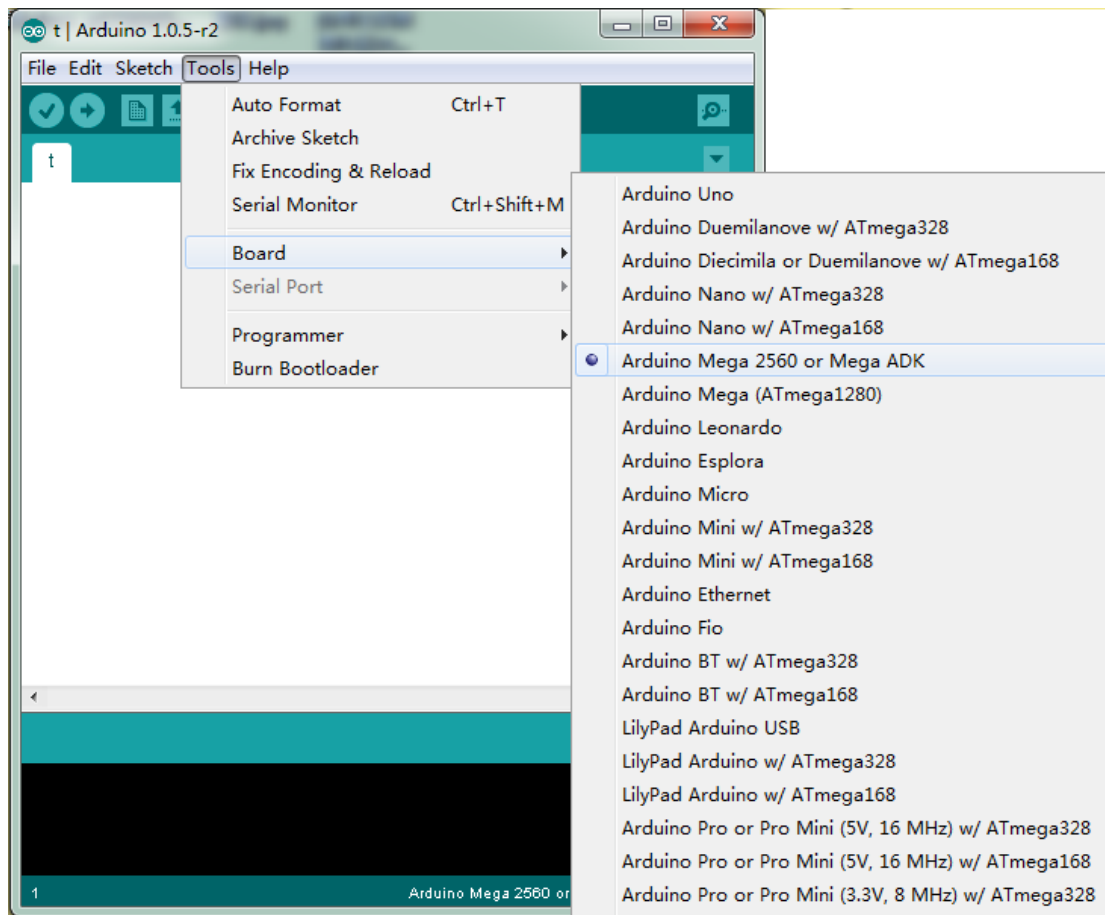 t | Arduino 1.0.5-r2
File Edit Sketch Tools Help
Auto Format Ctrl+T
Archive Sketch
Fix Encoding & Reload
Serial Monitor Ctrl+Shift+M
Board
Serial Port
Programmer
Burn Bootloader
t
Arduino Uno
Arduino Duemilanove w/ ATmega328
Arduino Diecimila or Duemilanove w/ ATmega168
Arduino Nano w/ ATmega328
Arduino Nano w/ ATmega168
Arduino Mega 2560 or Mega ADK
Arduino Mega (ATmega1280)
Arduino Leonardo
Arduino Esplora
Arduino Micro
Arduino Mini w/ ATmega328
Arduino Mini w/ ATmega168
Arduino Ethernet
Arduino Fio
Arduino BT w/ ATmega328
Arduino BT w/ ATmega168
LilyPad Arduino USB
LilyPad Arduino w/ ATmega328
LilyPad Arduino w/ ATmega168
Arduino Pro or Pro Mini (5V, 16 MHz) w/ ATmega328
Arduino Pro or Pro Mini (5V, 16 MHz) w/ ATmega168
Arduino Pro or Pro Mini (3.3V, 8 MHz) w/ ATmega328
1 Arduino Mega 2560 or